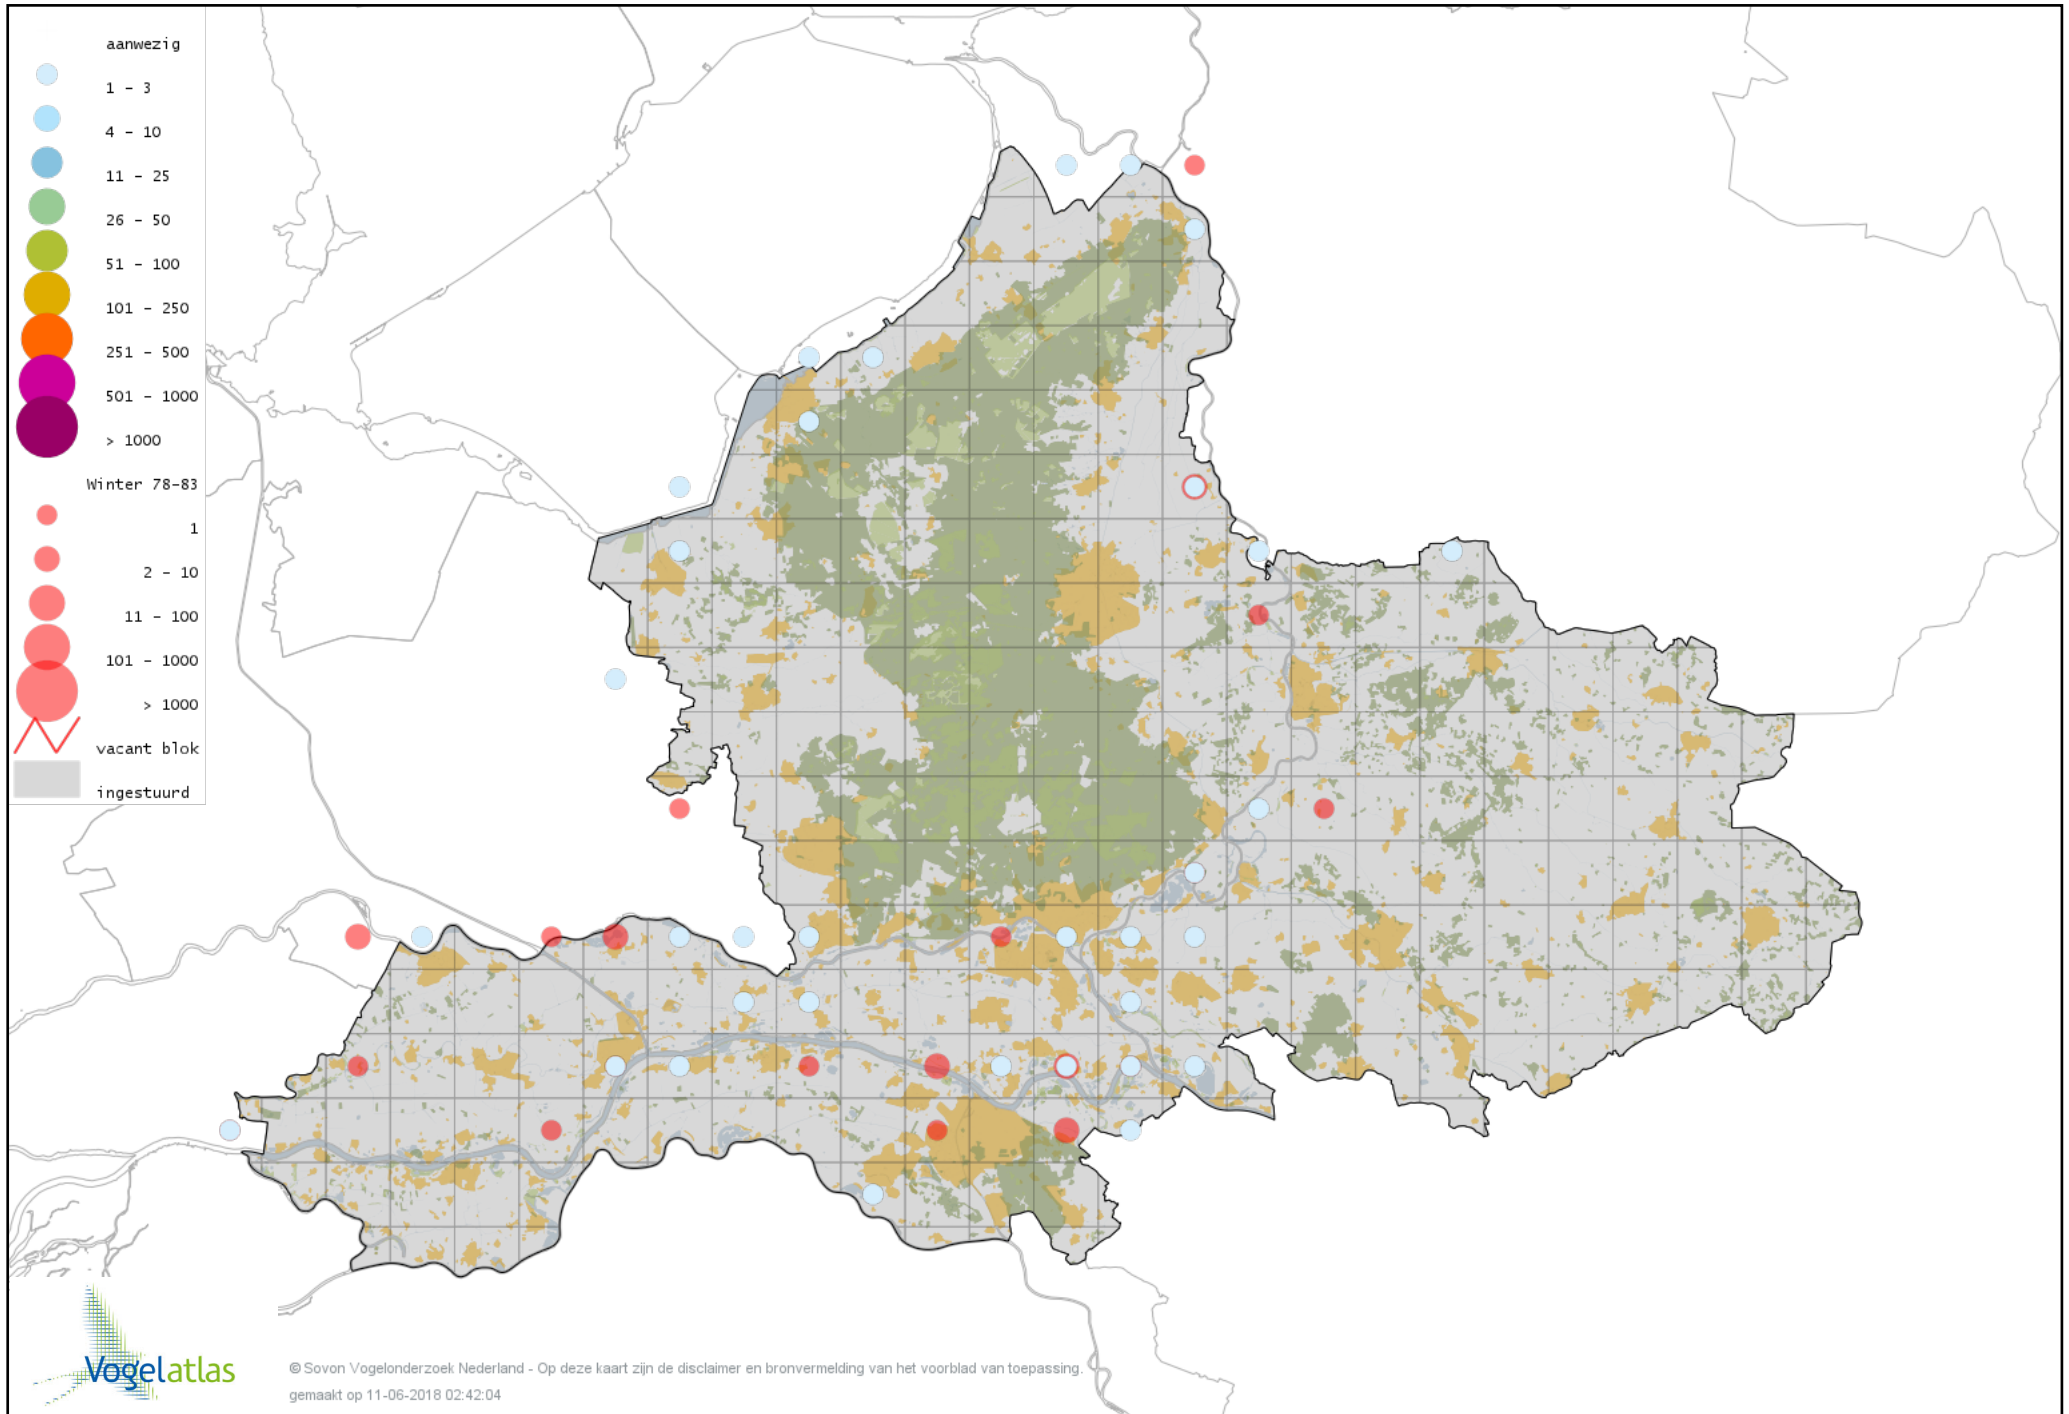 aanwezig
1 - 3
4 - 10
11 - 25
26 - 50
51 - 100
101 - 250
251 - 500
501 - 1000
> 1000
Winter 78-83
1
2 - 10
11 - 100
101 - 1000
> 1000
vacant blok
ingestuurd
Vogelatlas
© Sovon Vogelonderzoek Nederland - Op deze kaart zijn de disclaimer en bronvermelding van het voorblad van toepassing.
gemaakt op 11-06-2018 02:42:04